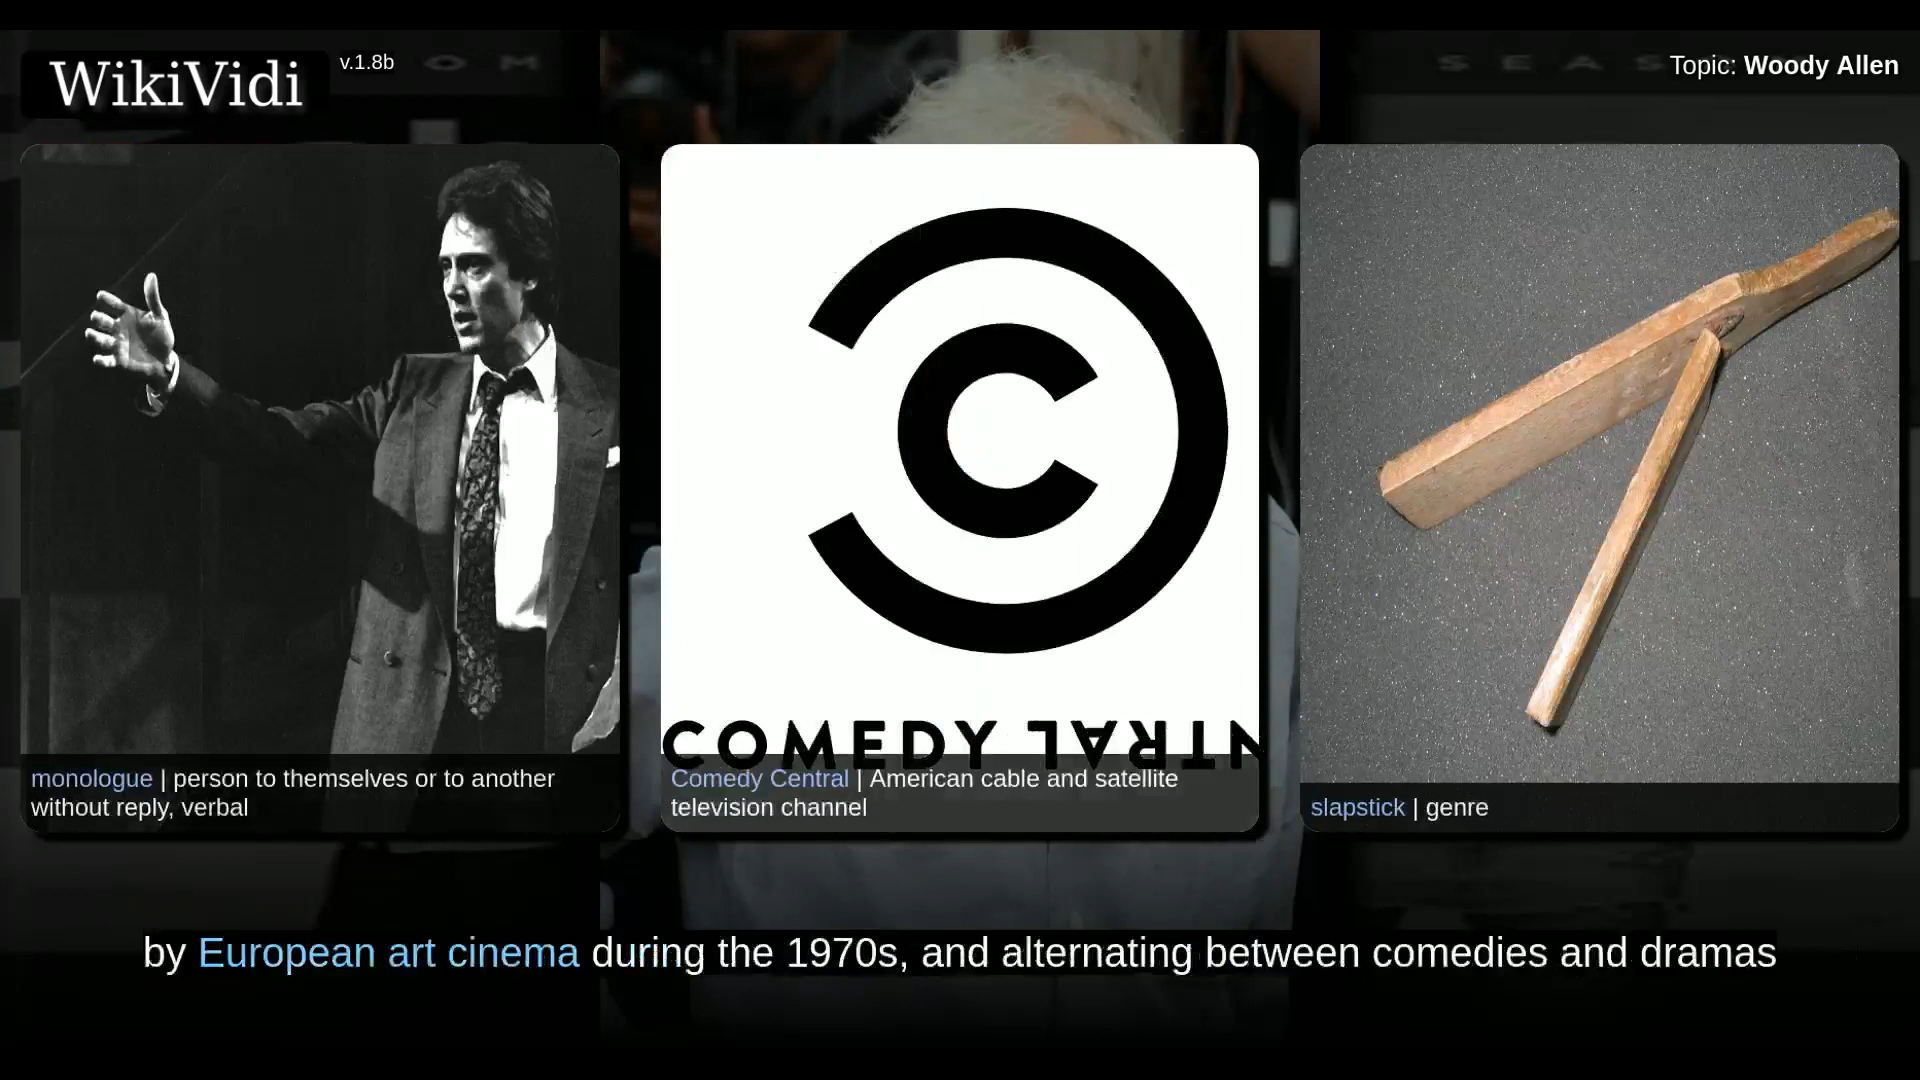 WikiVidi
v.1.8b
Topic: Woody Allen
O M
S E A S
COMEDY
monologue | person to themselves or to another
without reply, verbal
Comedy Central | American cable and satellite
television channel
slapstick | genre
by European art cinema during the 1970s, and alternating between comedies and dramas